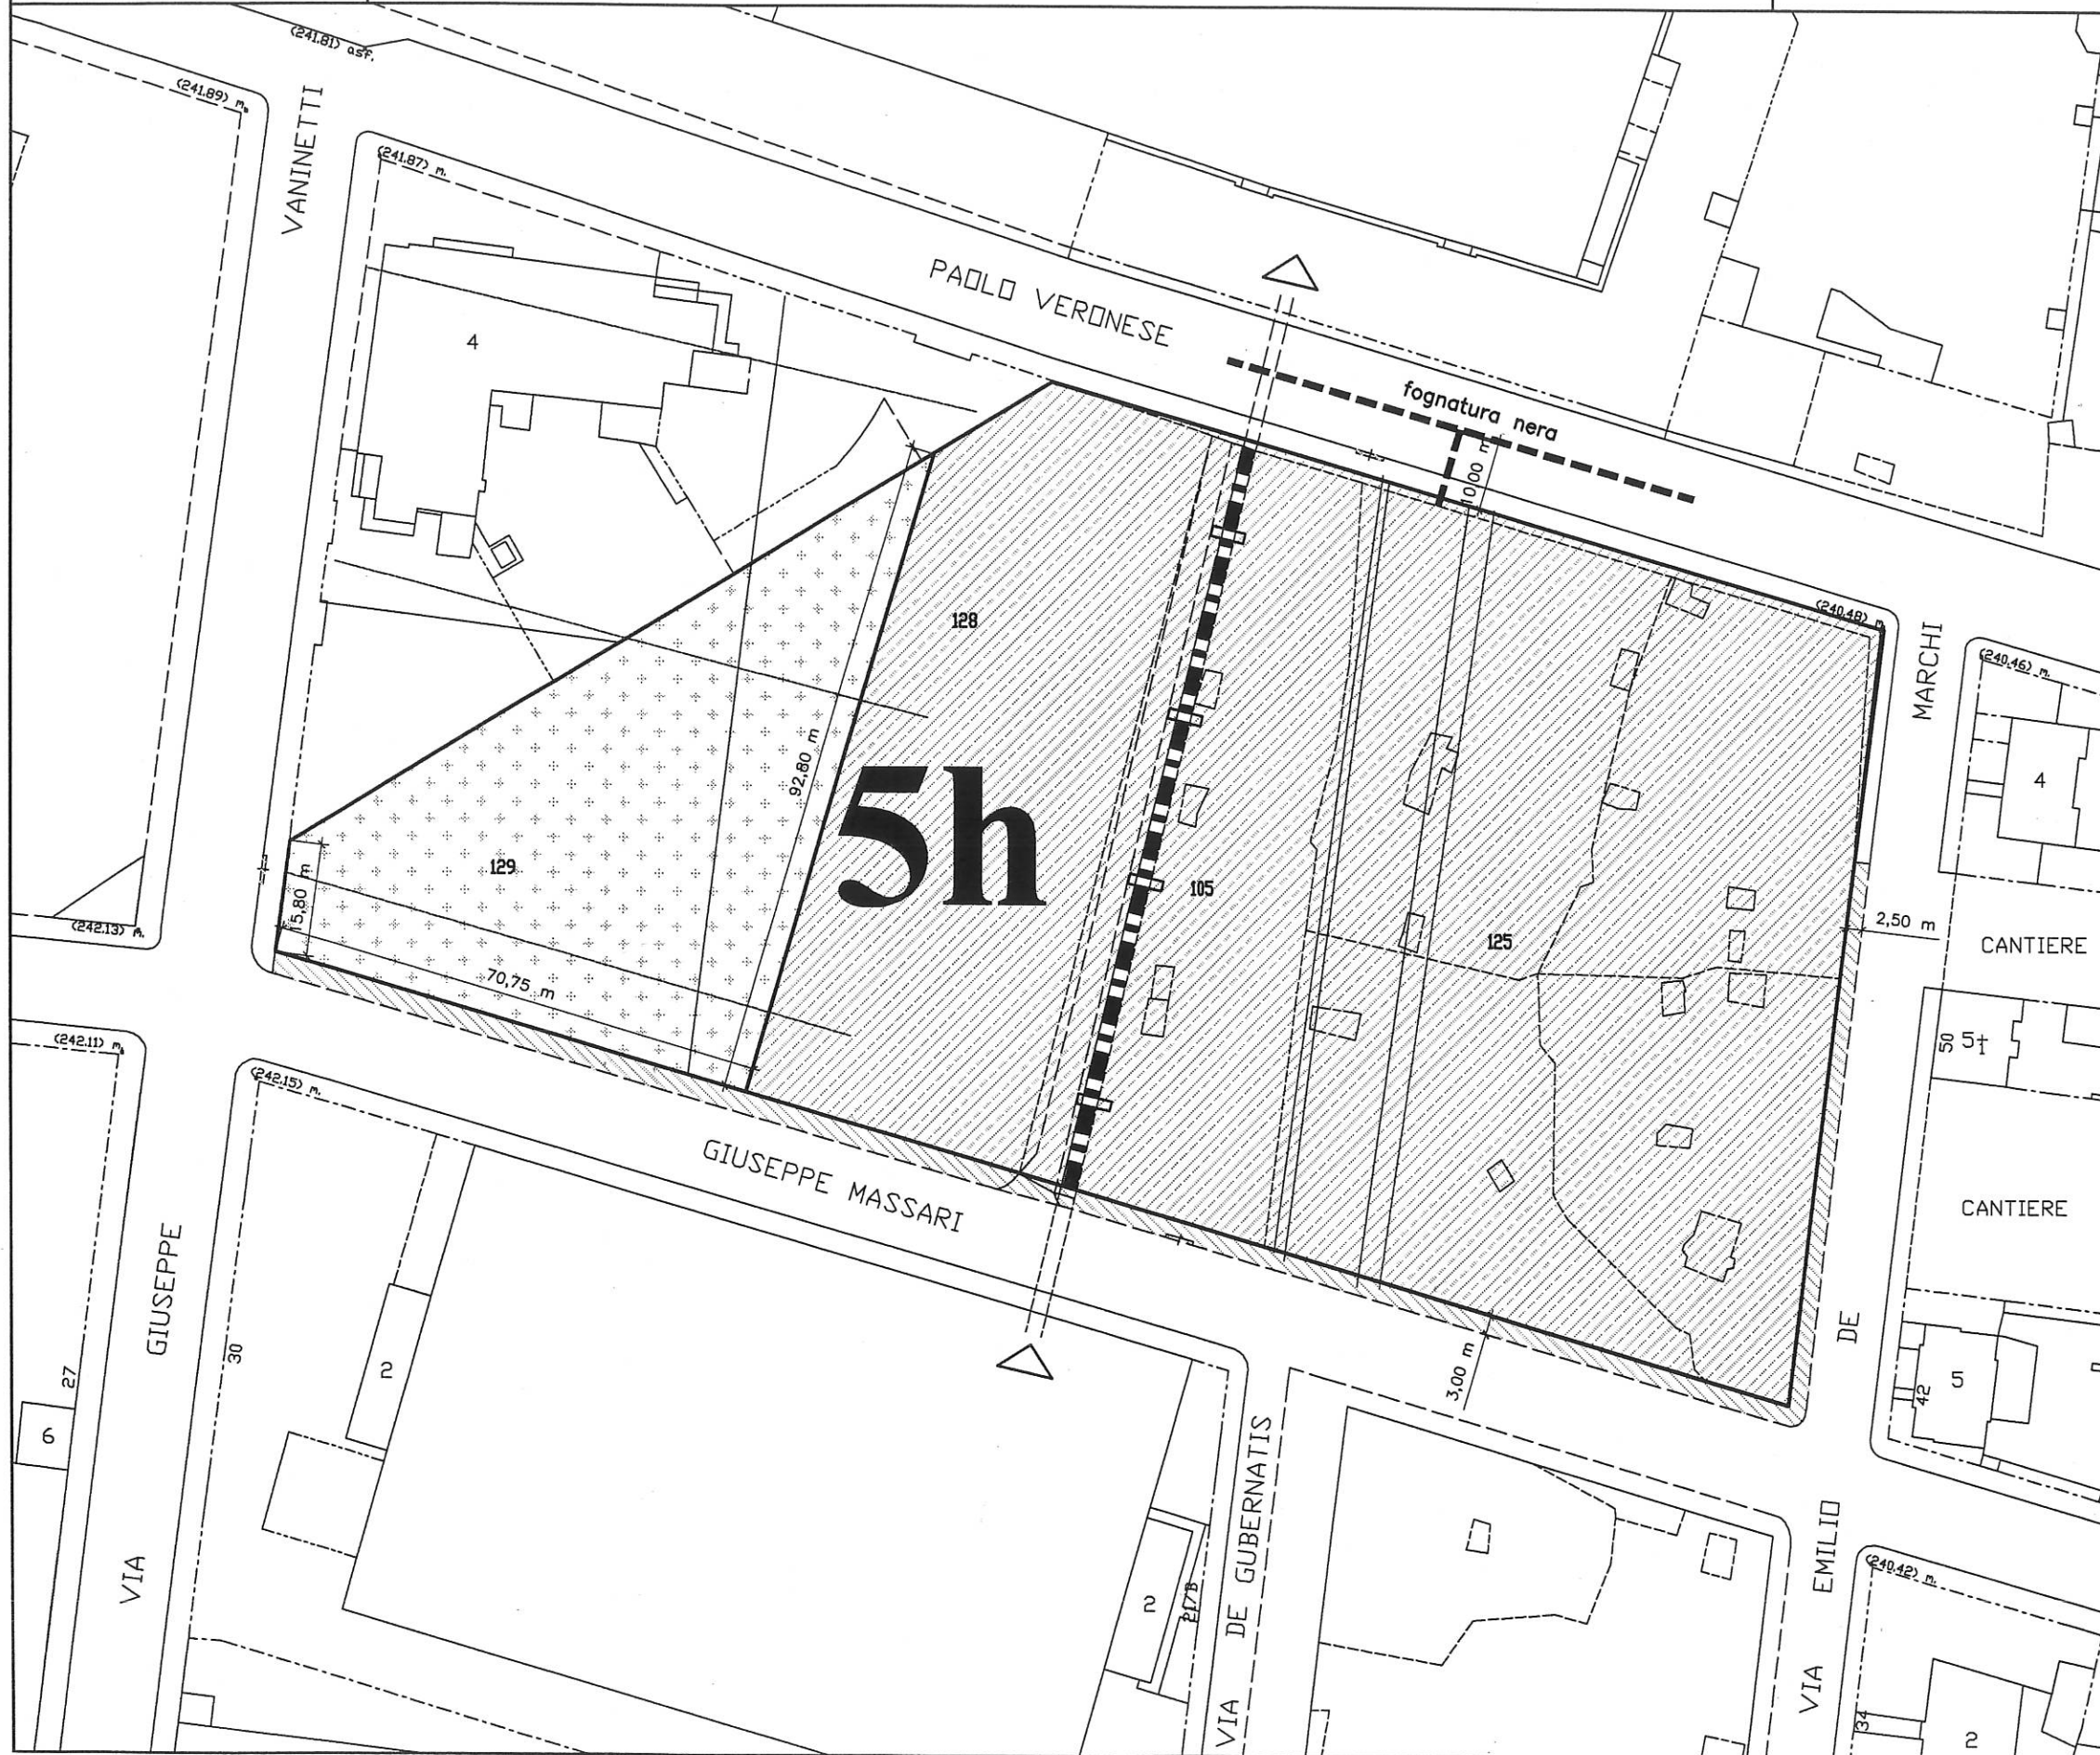 (241.81) asf.
(241.89) m.
VANINETTI
(241.87) m.
PAOLO VERONESE
4
fognatura nera
10,00 m
(240.48) m.
MARCHI
(240.46) m.
128
92,80 m
4
5h
129
105
15,80 m
2,50 m
(242.13) m.
125
CANTIERE
70,75 m
(242.11) m.
50
5t
(242.15) m.
GIUSEPPE MASSARI
CANTIERE
GIUSEPPE
DE
30
2
27
3,00 m
5
42
6
DE GUBERNATIS
EMILIO
(240.42) m.
VIA
2
217B
VIA
VIA
34
2